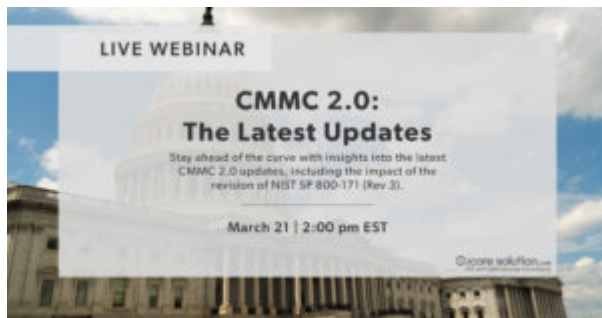 LIVE WEBINAR
CMMC 2.0:
The Latest Updates
Stay ahead of the curve with insights into the latest
CMMC 2.0 updates, including the impact of the
revision of NIST SP 800-171 (Rev 3).
March 21 | 2:00 pm EST
core solution